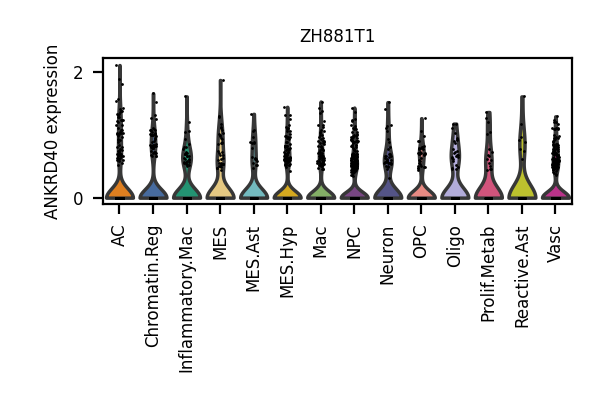 ZH881T1
ANKRD40 expression
2
0
AC
Chromatin.Reg
Inflammatory.Mac
MES
MES.Ast
MES.Hyp
Mac
NPC
Neuron
OPC
Oligo
Prolif.Metab
Reactive.Ast
Vasc